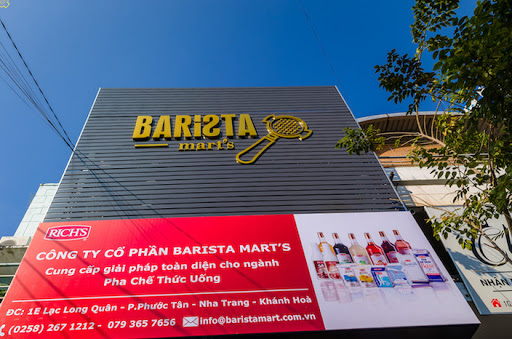 BARiSTA
mart's
RICH'S
CÔNG TY CỔ PHẦN BARISTA MART'S
Cung cấp giải pháp toàn diện cho ngành
Pha Chế Thức Uống
ĐC: 1E Lạc Long Quân - P.Phước Tân - Nha Trang - Khánh Hoà
(0258) 267 1212 - 079 365 7656 info@baristamart.com.vn
NHÂN